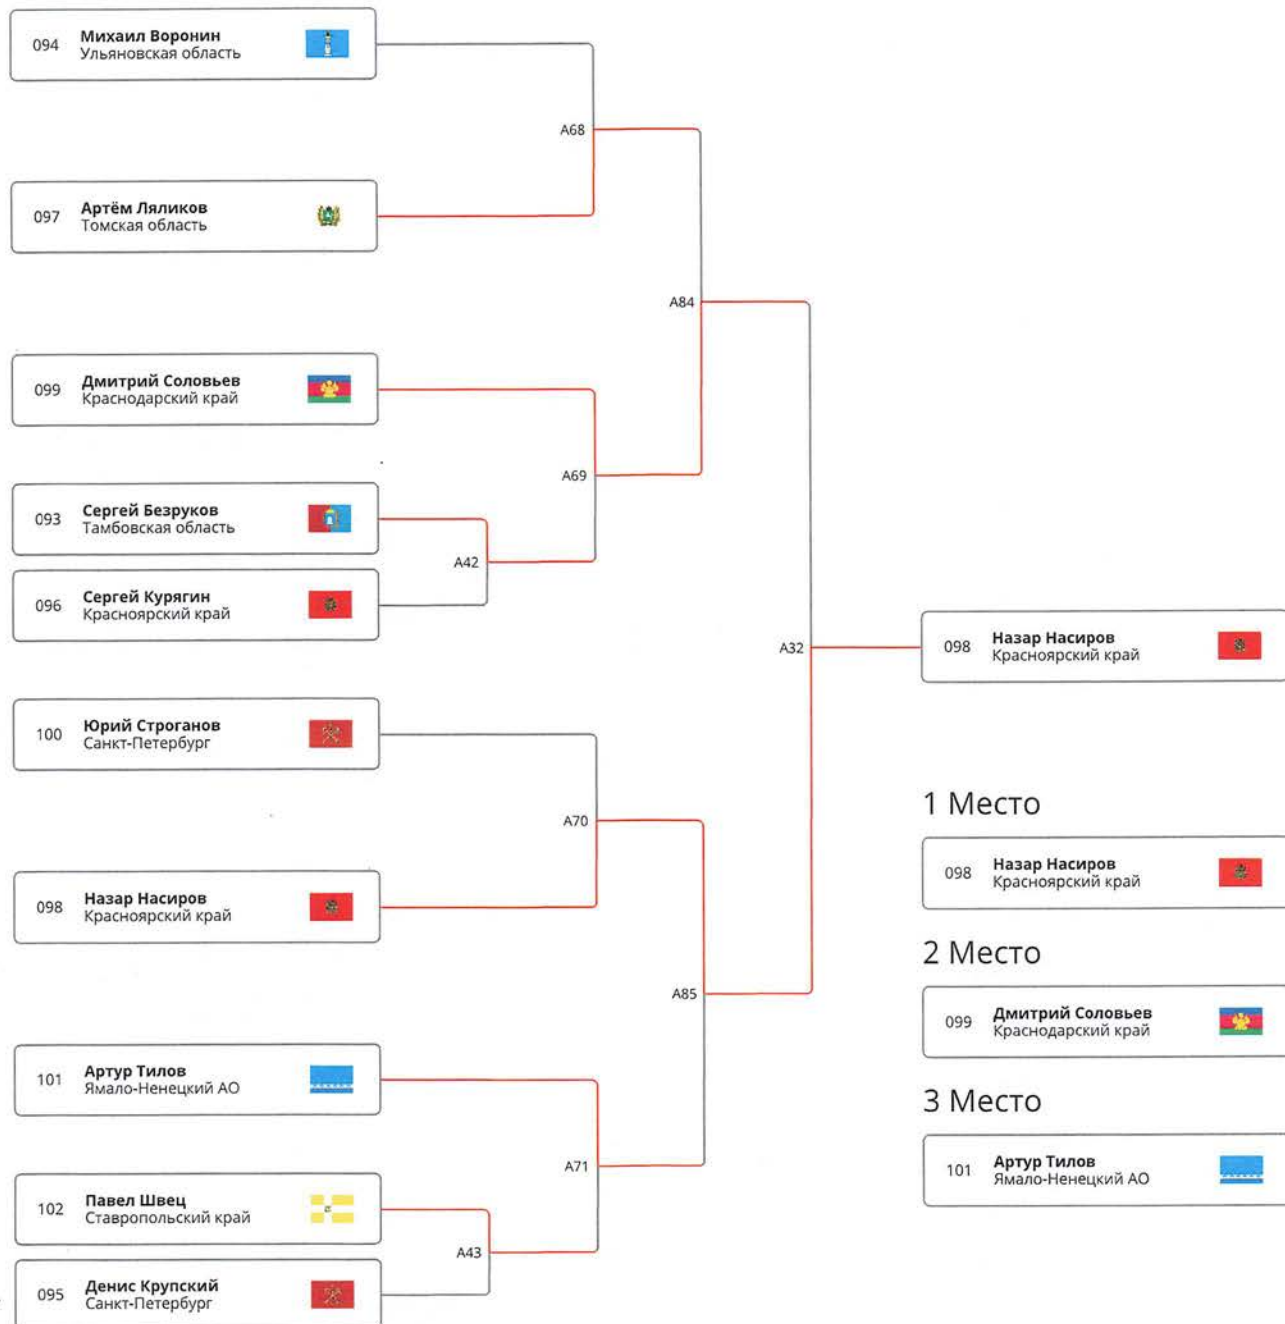 094 Михаил Воронин
Ульяновская область
A68
097 Артём Ляликов
Томская область
A84
099 Дмитрий Соловьев
Краснодарский край
A69
093 Сергей Безруков
Тамбовская область
A42
096 Сергей Курягин
Красноярский край
A32
098 Назар Насиров
Красноярский край
100 Юрий Строганов
Санкт-Петербург
A70
098 Назар Насиров
Красноярский край
A85
101 Артур Тилов
Ямало-Ненецкий АО
A71
102 Павел Швец
Ставропольский край
A43
095 Денис Крупский
Санкт-Петербург
1 Место
098 Назар Насиров
Красноярский край
2 Место
099 Дмитрий Соловьев
Краснодарский край
3 Место
101 Артур Тилов
Ямало-Ненецкий АО